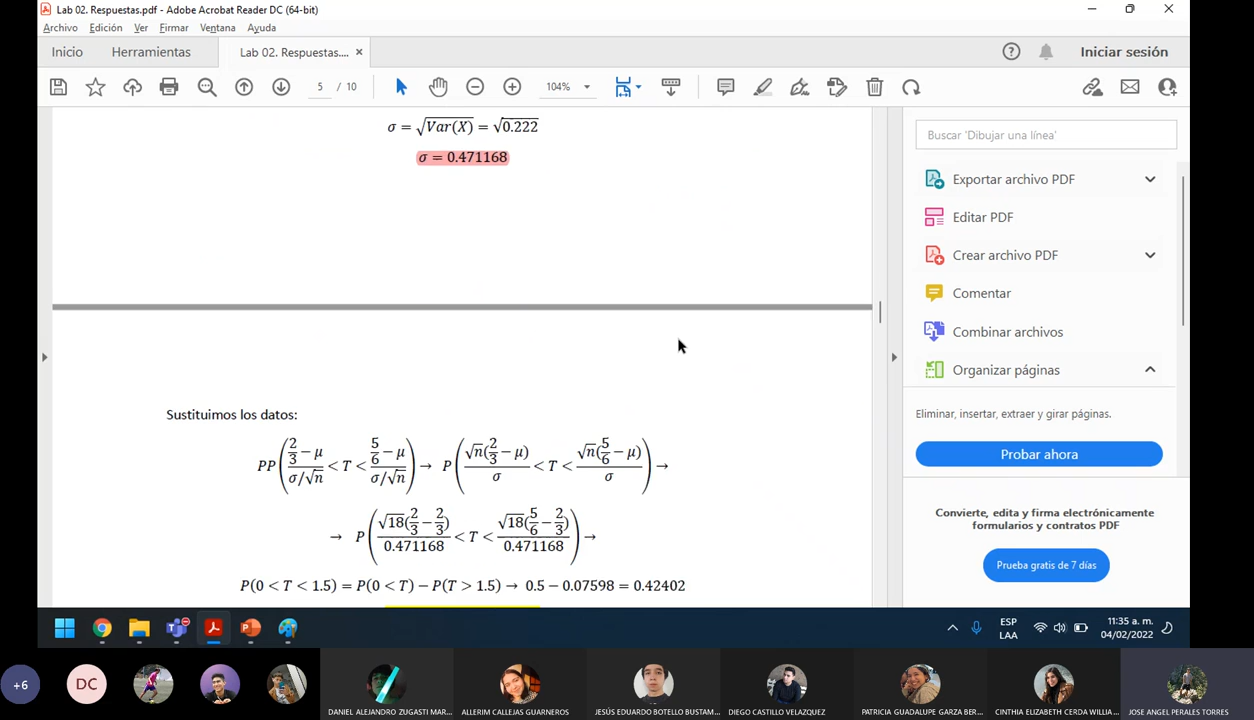 Lab 02. Respuestas.pdf - Adobe Acrobat Reader DC (64-bit)
Archivo Edición Ver Firmar Ventana Ayuda
Inicio Herramientas Lab 02. Respuestas.... × Iniciar sesión
5 / 10 104%
σ = √Var(X) = √0.222
σ = 0.471168
Sustituimos los datos:
PP ( (2/3 − μ)/(σ/√n) < T < (5/6 − μ)/(σ/√n) ) → P ( √n(2/3 − μ)/σ < T < √n(5/6 − μ)/σ ) →
→ P ( √18(2/3 − 2/3)/0.471168 < T < √18(5/6 − 2/3)/0.471168 ) →
P(0 < T < 1.5) = P(0 < T) − P(T > 1.5) → 0.5 − 0.07598 = 0.42402
Buscar 'Dibujar una línea'
Exportar archivo PDF
Editar PDF
Crear archivo PDF
Comentar
Combinar archivos
Organizar páginas
Eliminar, insertar, extraer y girar páginas.
Probar ahora
Convierte, edita y firma electrónicamente
formularios y contratos PDF
Prueba gratis de 7 días
ESP
LAA
11:35 a. m.
04/02/2022
+6
DC
DANIEL ALEJANDRO ZUGASTI MAR...
ALLERIM CALLEJAS GUARNEROS
JESÚS EDUARDO BOTELLO BUSTAM...
DIEGO CASTILLO VELAZQUEZ
PATRICIA GUADALUPE GARZA BER...
CINTHIA ELIZABETH CERDA WILLIA...
JOSE ANGEL PERALES TORRES